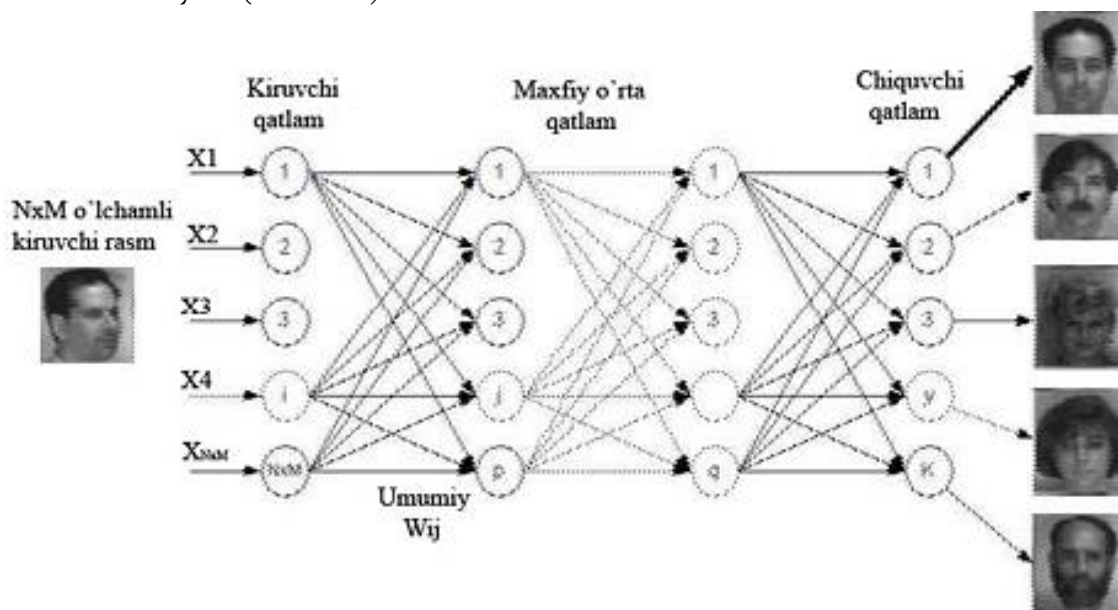 Kiruvchi
qatlam
Maxfiy o`rta
qatlam
Chiquvchi
qatlam
NxM o`lchamli
kiruvchi rasm
X1
X2
X3
X4
XNxM
1
2
3
i
NxM
1
2
3
j
p
1
2
3
q
1
2
3
y
K
Umumiy
Wij